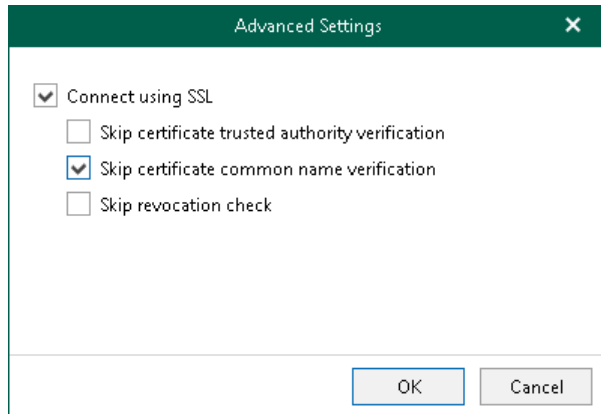 Advanced Settings
Connect using SSL
Skip certificate trusted authority verification
Skip certificate common name verification
Skip revocation check
OK Cancel